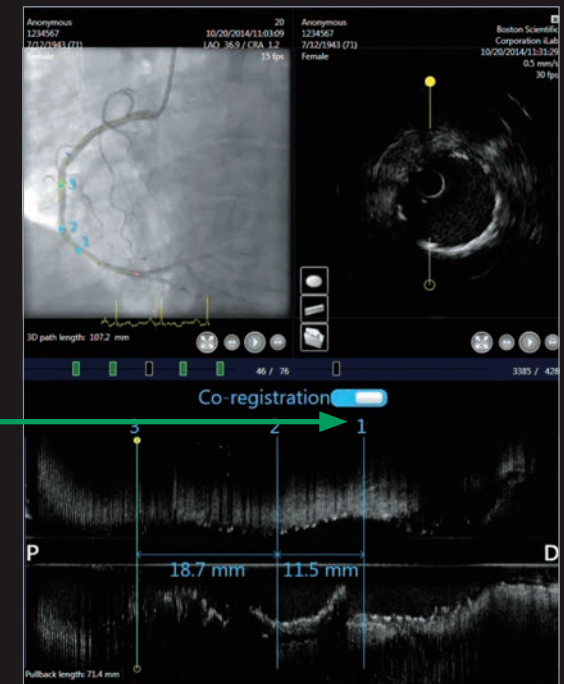 Anonymous
1234567
7/12/1943 (71)
Female
20
10/20/2014/11:03:09
LAO 36.9 / CRA 1.2
15 fps
3
2
1
3D path length: 107.2 mm
46 / 76
Anonymous
1234567
7/12/1943 (71)
Female
Boston Scientific
Corporation iLab
10/20/2014/11:31:29
0.5 mm/s
30 fps
3385 / 428
Co-registration
3 2 1
P D
18.7 mm 11.5 mm
Pullback length: 71.4 mm